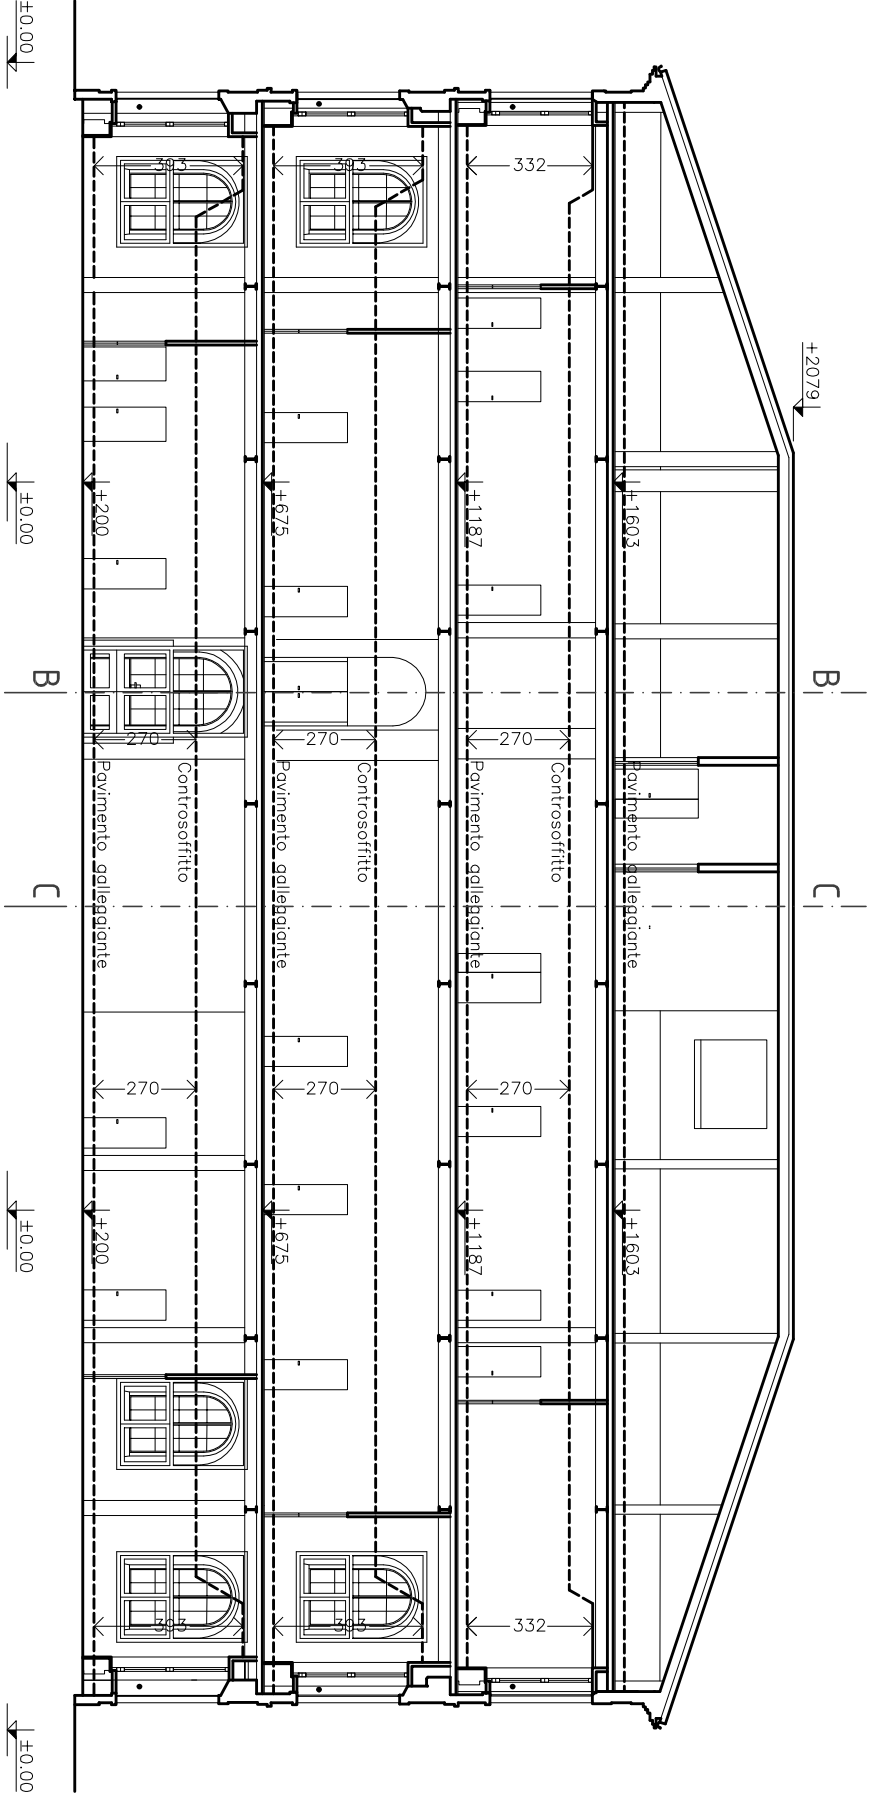 +2079
B
C
+1603
Pavimento galleggiante
+1603
Controsoffitto
332
270
270
332
+1187
Pavimento galleggiante
+1187
Controsoffitto
393
270
270
393
+675
Pavimento galleggiante
+675
Controsoffitto
393
270
270
393
+200
Pavimento galleggiante
+200
B
C
±0.00
±0.00
±0.00
±0.00